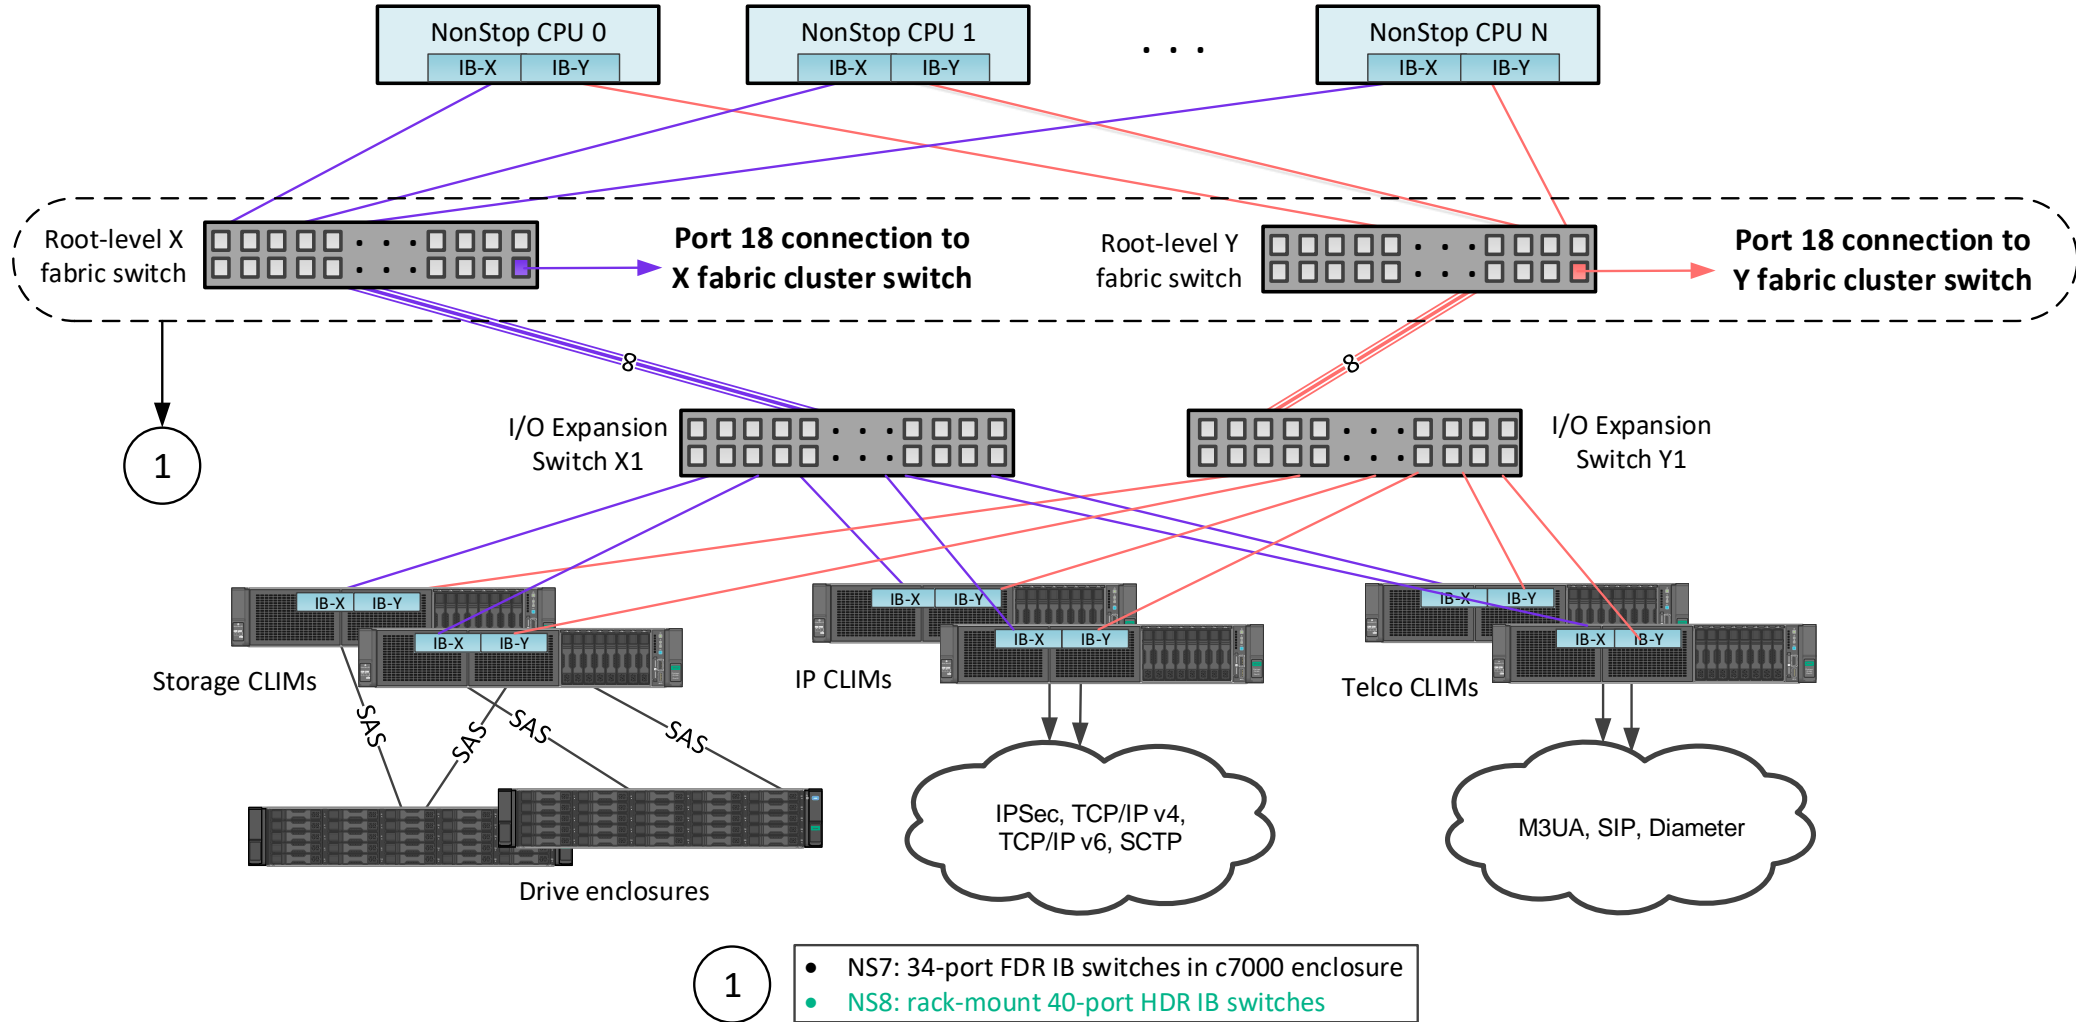 NonStop CPU 0
IB-X
IB-Y
NonStop CPU 1
IB-X
IB-Y
. . .
NonStop CPU N
IB-X
IB-Y
Root-level X
fabric switch
Port 18 connection to
X fabric cluster switch
Root-level Y
fabric switch
Port 18 connection to
Y fabric cluster switch
8
8
1
I/O Expansion
Switch X1
I/O Expansion
Switch Y1
IB-X
IB-Y
IB-X
IB-Y
Storage CLIMs
IB-X
IB-Y
IB-X
IB-Y
IP CLIMs
IB-X
IB-Y
IB-X
IB-Y
Telco CLIMs
SAS
SAS
SAS
SAS
Drive enclosures
IPSec, TCP/IP v4,
TCP/IP v6, SCTP
M3UA, SIP, Diameter
1
• NS7: 34-port FDR IB switches in c7000 enclosure
• NS8: rack-mount 40-port HDR IB switches